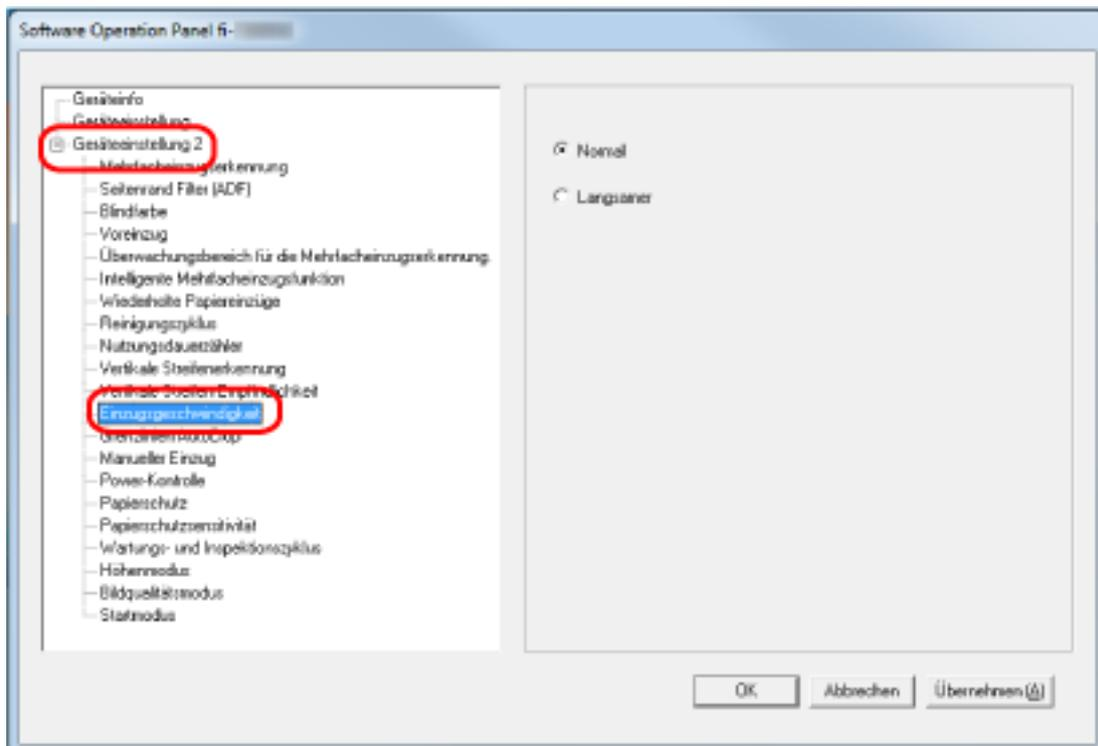 Software Operation Panel fi-
Geräteinfo
Geräteeinstellung
Geräteeinstellung 2
Mehrfacheinzugserkennung
Seitenrand Filter (ADF)
Blindfarbe
Voreinzug
Überwachungsbereich für die Mehrfacheinzugserkennung.
Intelligente Mehrfacheinzugsfunktion
Wiederholte Papiereinzüge
Reinigungszyklus
Nutzungsdauerzähler
Vertikale Streifenerkennung
Vertikale Streifen Empfindlichkeit
Einzugsgeschwindigkeit
Grenzlinien AutoCrop
Manueller Einzug
Power-Kontrolle
Papierschutz
Papierschutzsensitivität
Wartungs- und Inspektionszyklus
Höhenmodus
Bildqualitätsmodus
Startmodus
Normal
Langsamer
OK
Abbrechen
Übernehmen (A)